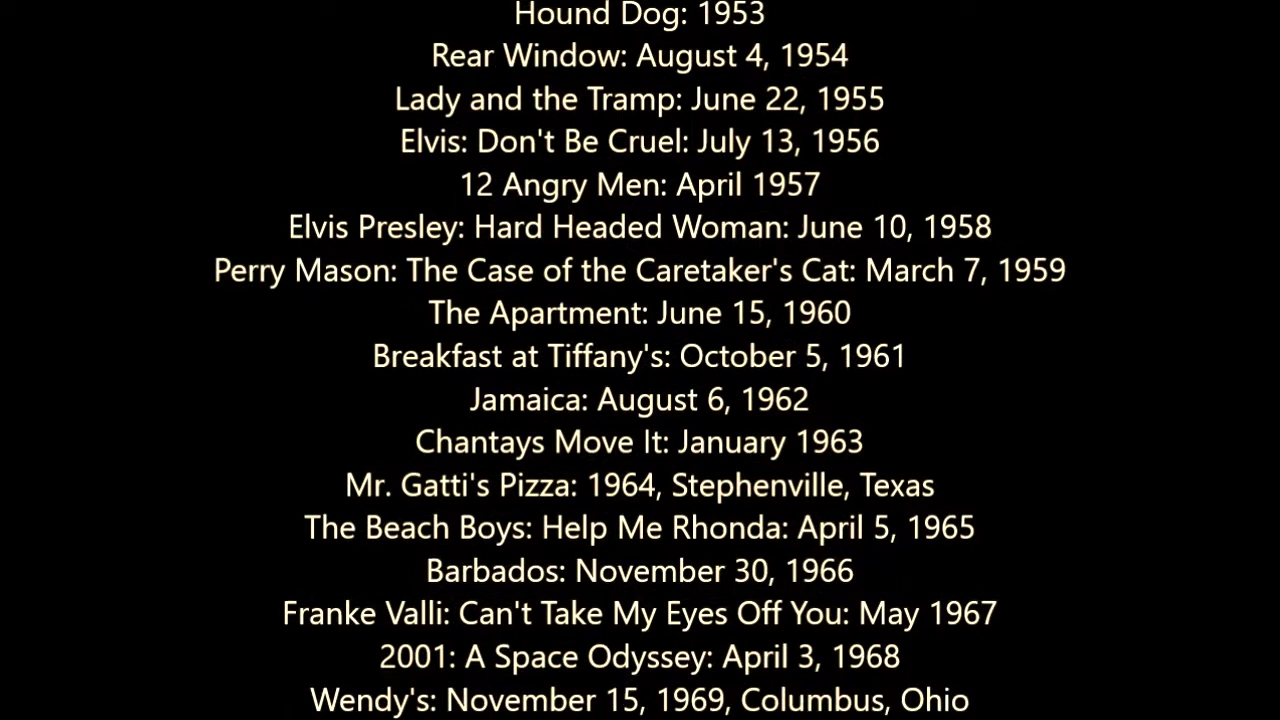 Hound Dog: 1953
Rear Window: August 4, 1954
Lady and the Tramp: June 22, 1955
Elvis: Don't Be Cruel: July 13, 1956
12 Angry Men: April 1957
Elvis Presley: Hard Headed Woman: June 10, 1958
Perry Mason: The Case of the Caretaker's Cat: March 7, 1959
The Apartment: June 15, 1960
Breakfast at Tiffany's: October 5, 1961
Jamaica: August 6, 1962
Chantays Move It: January 1963
Mr. Gatti's Pizza: 1964, Stephenville, Texas
The Beach Boys: Help Me Rhonda: April 5, 1965
Barbados: November 30, 1966
Franke Valli: Can't Take My Eyes Off You: May 1967
2001: A Space Odyssey: April 3, 1968
Wendy's: November 15, 1969, Columbus, Ohio